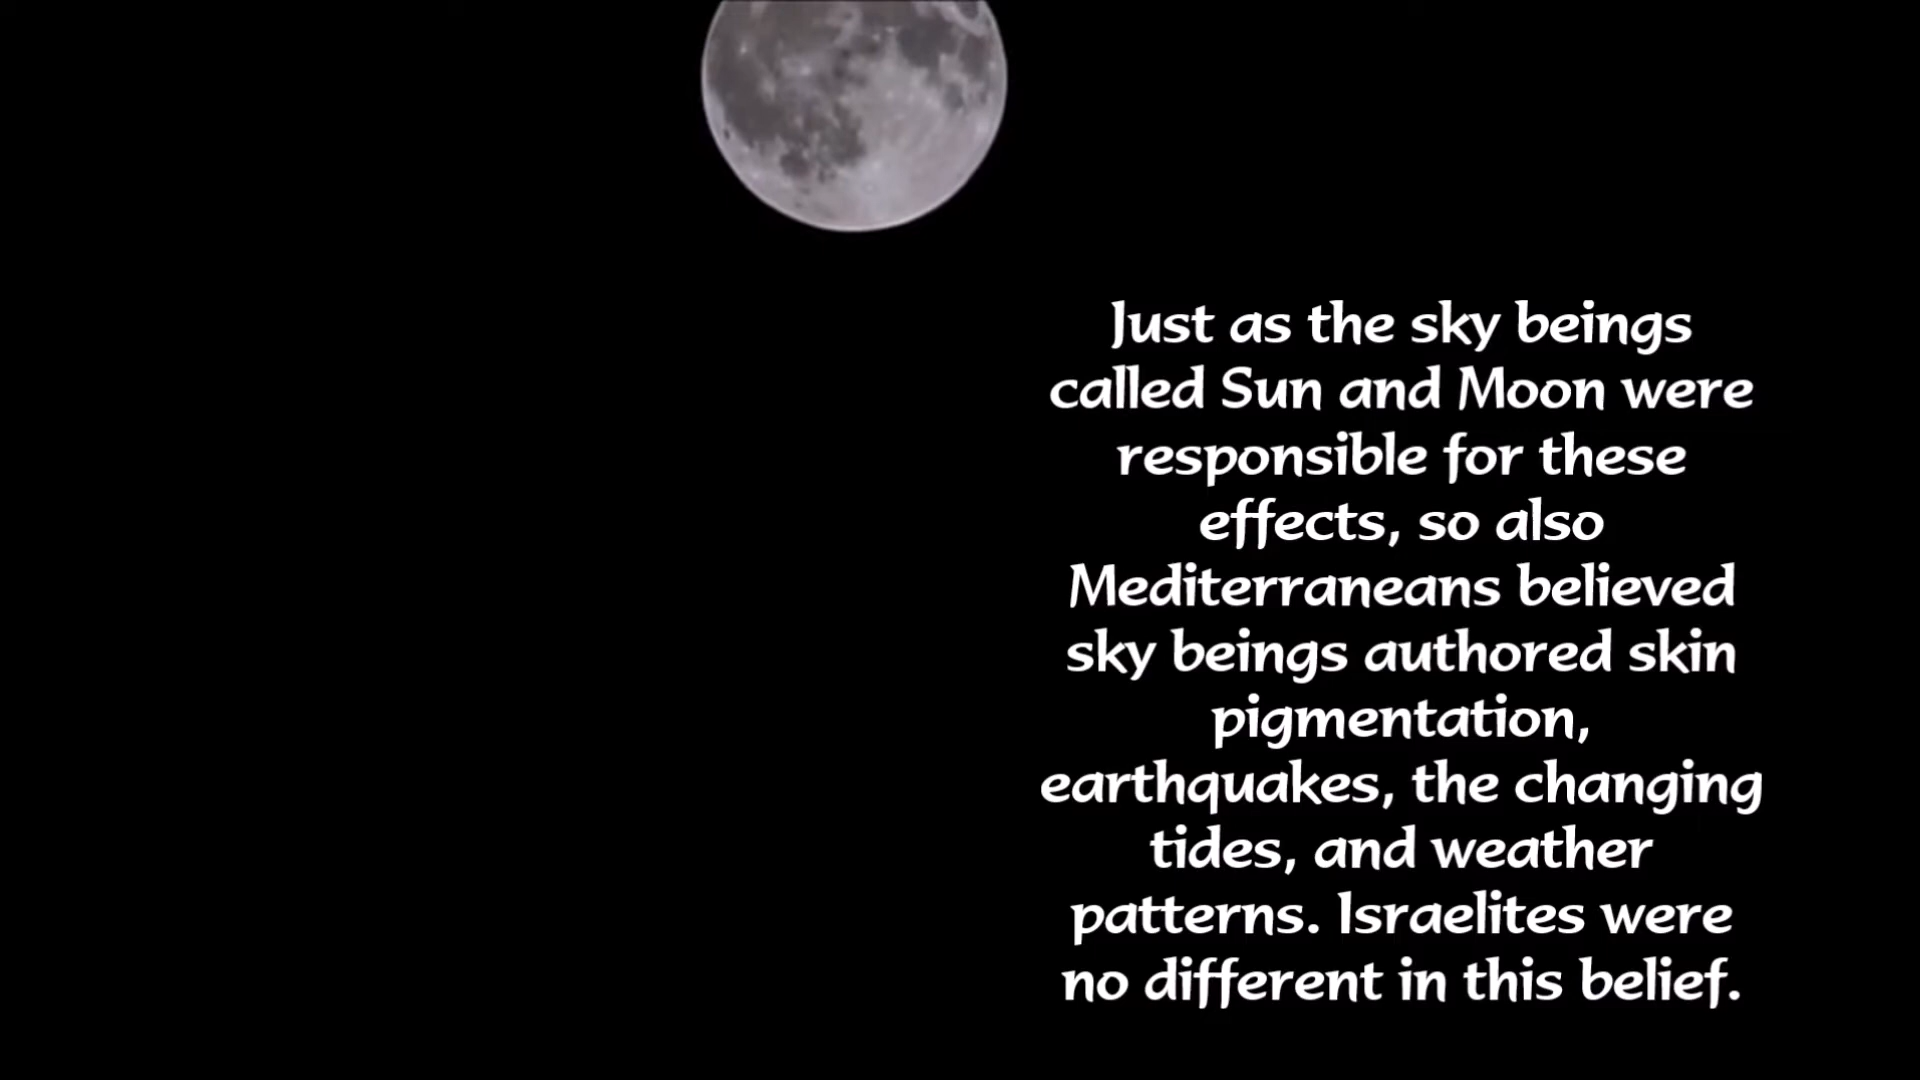 Just as the sky beings
called Sun and Moon were
responsible for these
effects, so also
Mediterraneans believed
sky beings authored skin
pigmentation,
earthquakes, the changing
tides, and weather
patterns. Israelites were
no different in this belief.